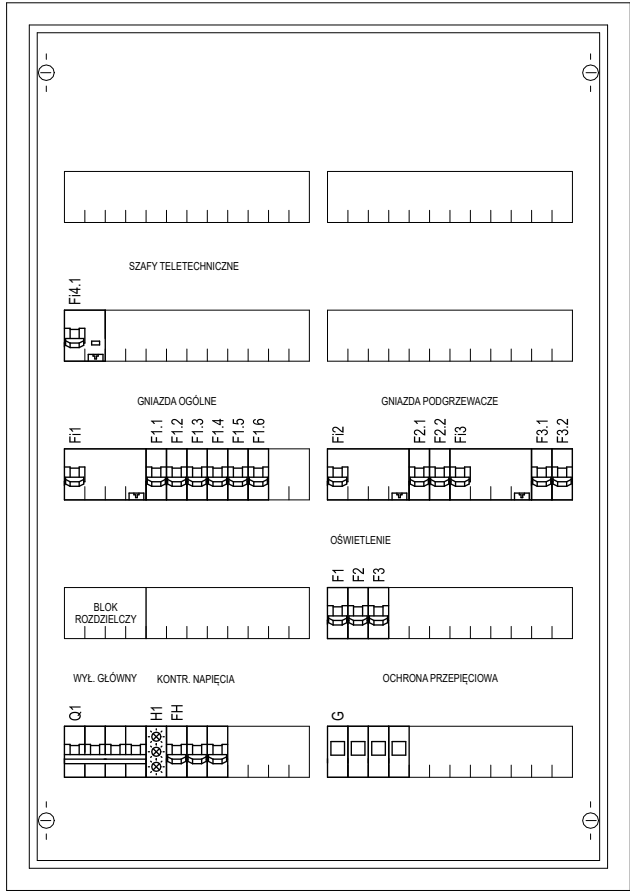 SZAFY TELETECHNICZNE
Fi4.1
GNIAZDA OGÓLNE
GNIAZDA PODGRZEWACZE
Fi1
F1.1
F1.2
F1.3
F1.4
F1.5
F1.6
Fi2
F2.1
F2.2
Fi3
F3.1
F3.2
OŚWIETLENIE
F1
F2
F3
BLOK
ROZDZIELCZY
WYŁ. GŁÓWNY
KONTR. NAPIĘCIA
OCHRONA PRZEPIĘCIOWA
Q1
H1
FH
G